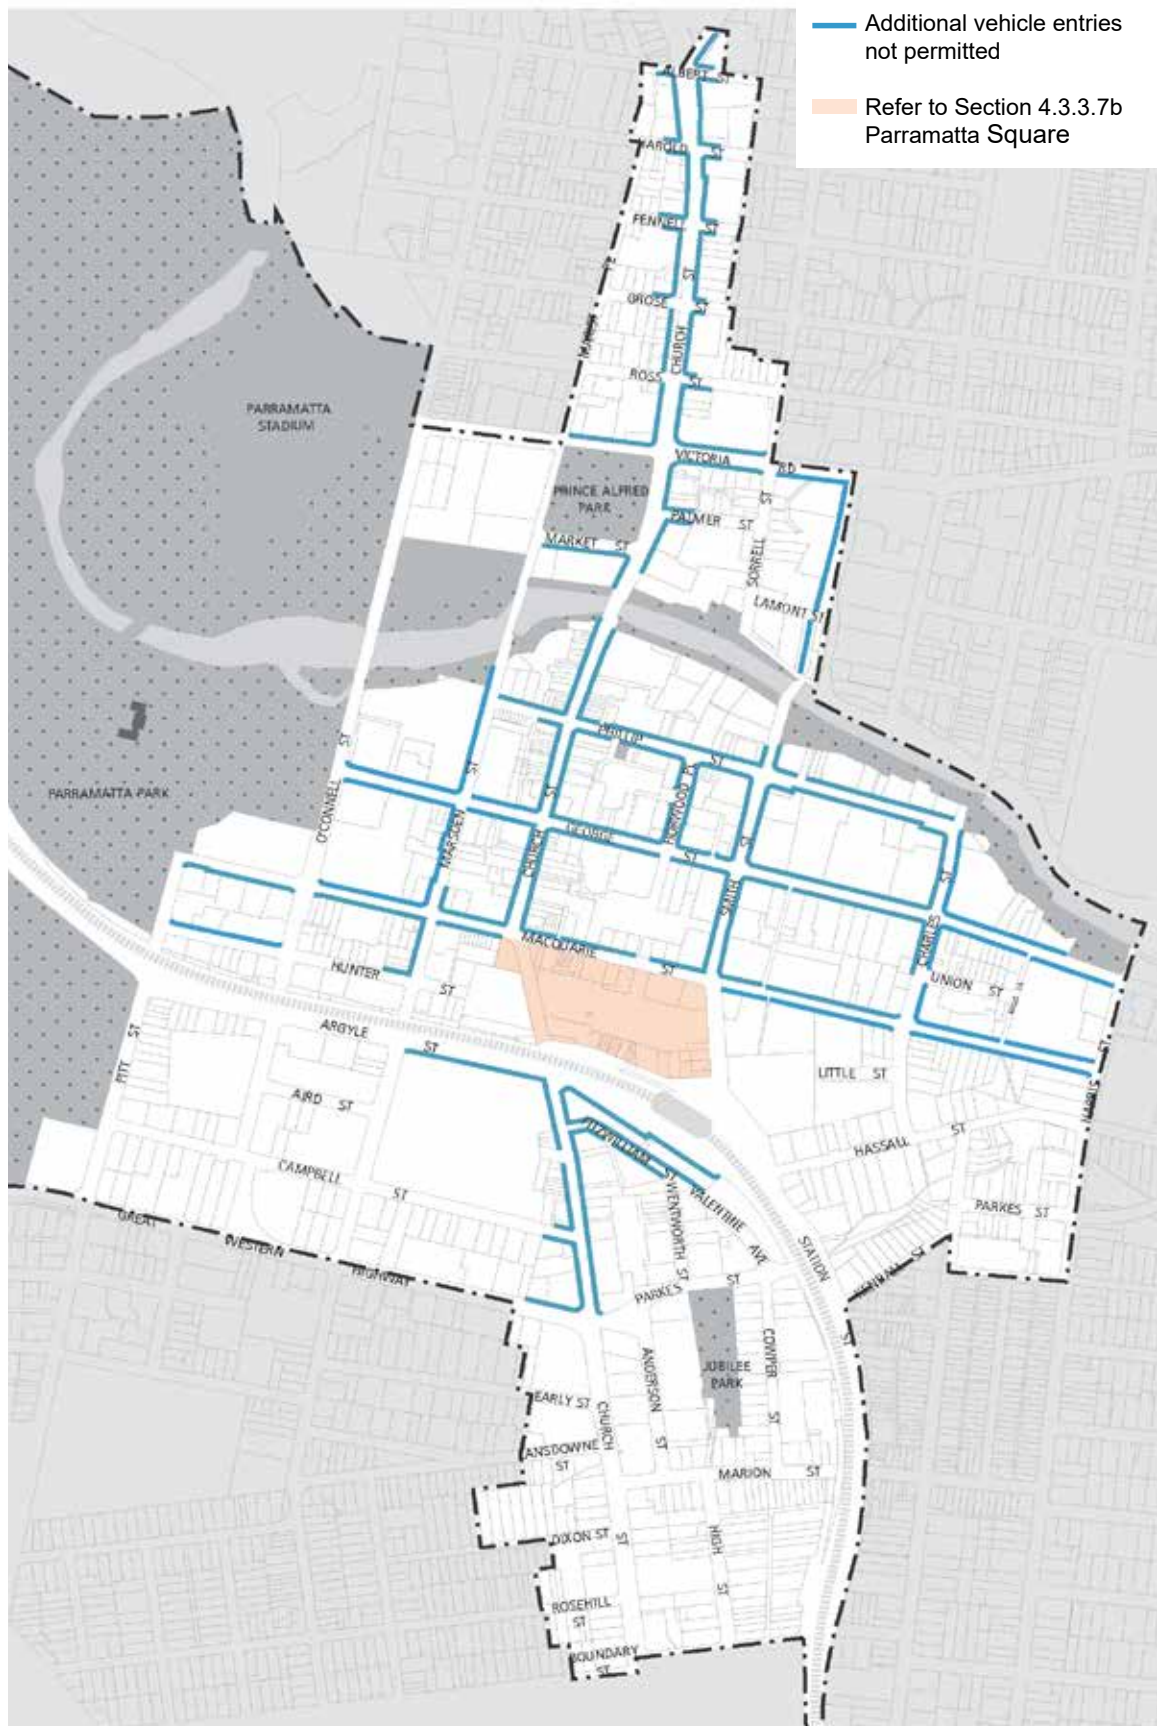 Additional vehicle entries
not permitted
Refer to Section 4.3.3.7b
Parramatta Square
ALBERT ST
HAROLD ST
FENNELL ST
ST
GROSE ST
CHURCH
ROSS ST
PARRAMATTA
STADIUM
VICTORIA RD
PRINCE ALFRED
PARK
PALMER ST
ST
MARKET ST
SORRELL
LAMONT ST
PHILLIP ST
ST
ST
HORWOOD PL
PARRAMATTA PARK
O'CONNELL
ST
MARSDEN
CHURCH
GEORGE ST
ST
SMITH
ST
CHARLES
MACQUARIE ST
HUNTER ST
UNION ST
ARGYLE ST
PITT ST
LITTLE ST
HARRIS ST
AIRD ST
FITZWILLIAM ST
HASSALL ST
CAMPBELL ST
WENTWORTH ST
VALENTINE AVE
PARKES ST
GREAT WESTERN HIGHWAY
STATION ST
PARKES ST
COWPER ST
JUBILEE
PARK
ANDERSON ST
EARLY ST
CHURCH ST
ANSDOWNE
ST
MARION ST
DIXON ST
HIGH ST
ROSEHILL
ST
BOUNDARY
ST